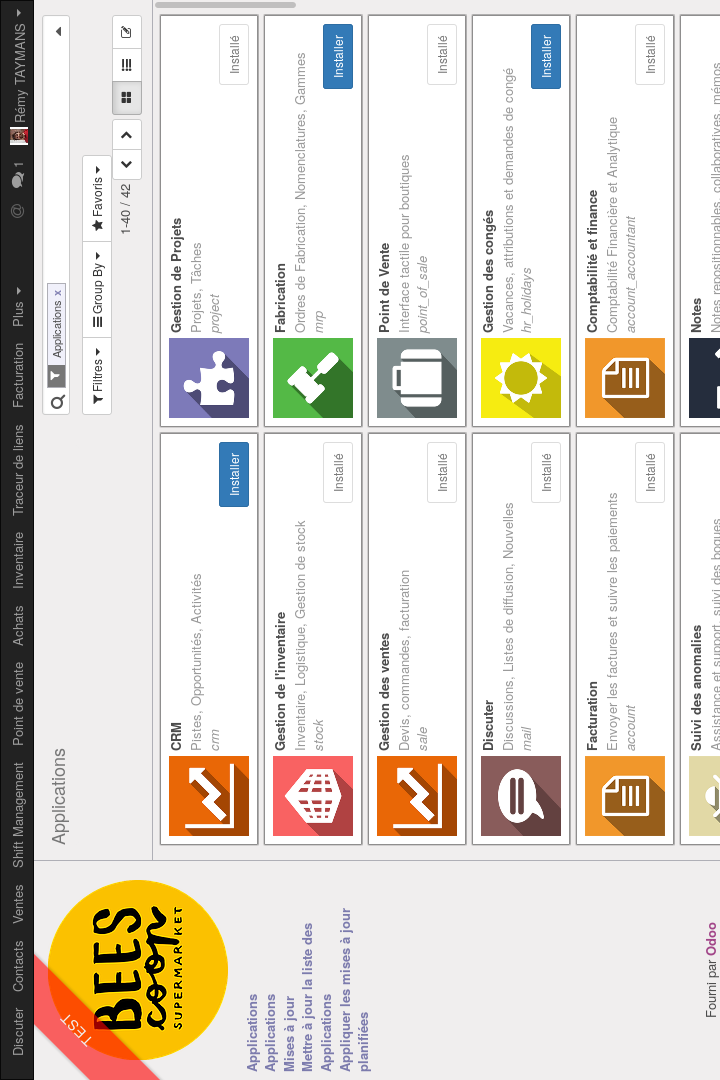 Discuter Contacts Ventes Shift Management Point de vente Achats Inventaire Traceur de liens Facturation Plus @ 1 Rémy TAYMANS
TEST
BEES
coop
SUPERMARKET
Applications
Applications
Mises à jour
Mettre à jour la liste des
Applications
Appliquer les mises à jour
planifiées
Fourni par Odoo
Applications
Applications x
Filtres Group By Favoris
1-40 / 42
CRM
Pistes, Opportunités, Activités
crm
Installer
Gestion de Projets
Projets, Tâches
project
Installé
Gestion de l'inventaire
Inventaire, Logistique, Gestion de stock
stock
Installé
Fabrication
Ordres de Fabrication, Nomenclatures, Gammes
mrp
Installer
Gestion des ventes
Devis, commandes, facturation
sale
Installé
Point de Vente
Interface tactile pour boutiques
point_of_sale
Installé
Discuter
Discussions, Listes de diffusion, Nouvelles
mail
Installé
Gestion des congés
Vacances, attributions et demandes de congé
hr_holidays
Installer
Facturation
Envoyer les factures et suivre les paiements
account
Installé
Comptabilité et finance
Comptabilité Financière et Analytique
account_accountant
Installé
Suivi des anomalies
Assistance et support, suivi des bogues
Notes
Notes repositionnables, collaboratives, mémos